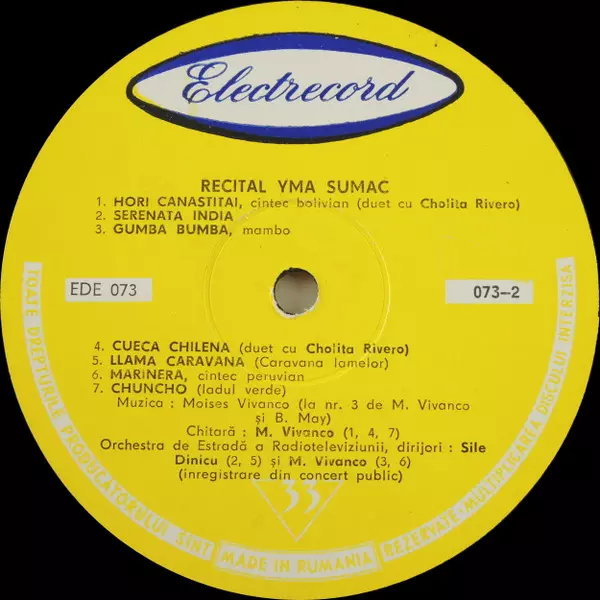 Electrecord
RECITAL YMA SUMAC
1. HORI CANASTITAI, cintec bolivian (duet cu Cholita Rivero)
2. SERENATA INDIA
3. GUMBA BUMBA, mambo
EDE 073
073—2
4. CUECA CHILENA (duet cu Cholita Rivero)
5. LLAMA CARAVANA (Caravana lamelor)
6. MARINERA, cintec peruvian
7. CHUNCHO (Iadul verde)
Muzica : Moises Vivanco (la nr. 3 de M. Vivanco
și B. May)
Chitară : M. Vivanco (1, 4, 7)
Orchestra de Estradă a Radioteleviziunii, dirijori : Sile
Dinicu (2, 5) și M. Vivanco (3, 6)
(inregistrare din concert public)
33
TOATE DREPTURILE PRODUCATORULUI SINT
MADE IN RUMANIA
REZERVATE-MULTIPLICAREA DISCULUI INTERZISA